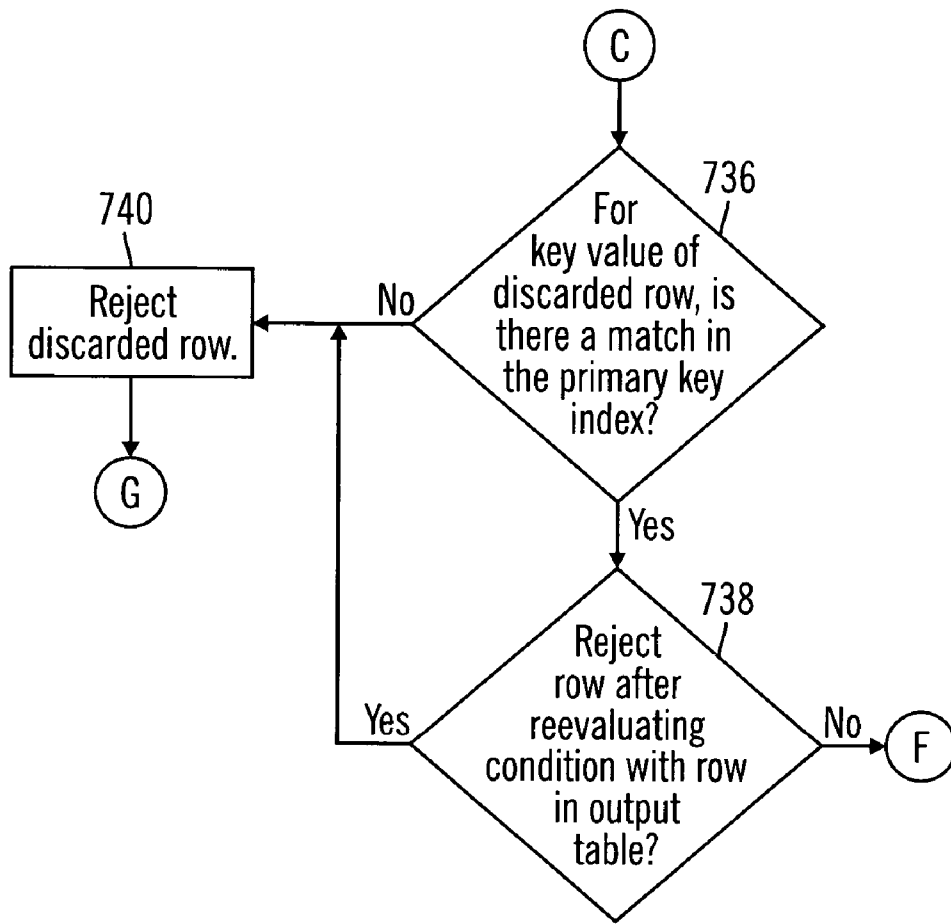 C
736
For
key value of
discarded row, is
there a match in
the primary key
index?
740
No
Reject
discarded row.
G
Yes
738
Reject
row after
reevaluating
condition with row
in output
table?
Yes
No
F